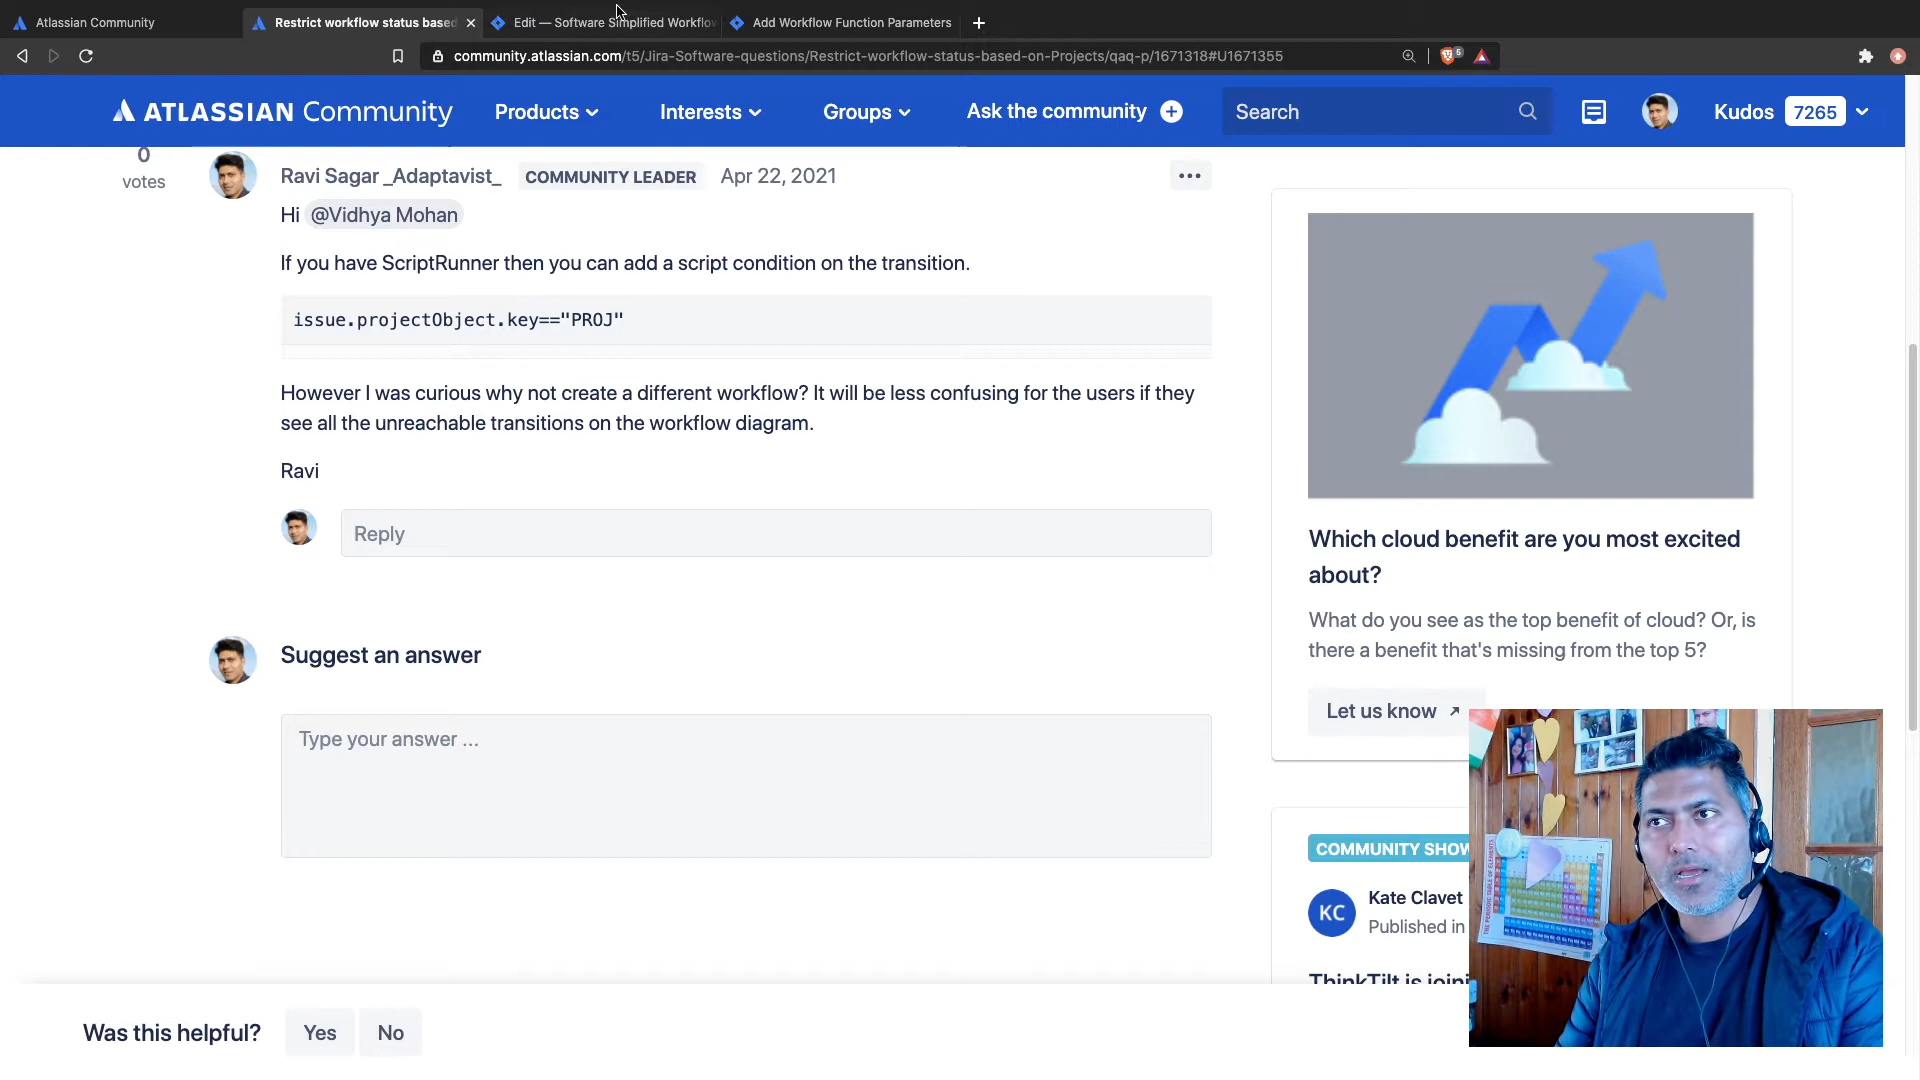 Atlassian Community
Restrict workflow status based
Edit — Software Simplified Workflow
Add Workflow Function Parameters
community.atlassian.com/t5/Jira-Software-questions/Restrict-workflow-status-based-on-Projects/qaq-p/1671318#U1671355
5
ATLASSIAN Community
Products
Interests
Groups
Ask the community
Search
Kudos 7265
0
votes
Ravi Sagar _Adaptavist_ COMMUNITY LEADER Apr 22, 2021
Hi @Vidhya Mohan
If you have ScriptRunner then you can add a script condition on the transition.
issue.projectObject.key=="PROJ"
However I was curious why not create a different workflow? It will be less confusing for the users if they
see all the unreachable transitions on the workflow diagram.
Ravi
Reply
Suggest an answer
Type your answer ...
Was this helpful? Yes No
Which cloud benefit are you most excited
about?
What do you see as the top benefit of cloud? Or, is
there a benefit that's missing from the top 5?
Let us know
COMMUNITY SHOW
KC
Kate Clavet
Published in
ThinkTilt is joini